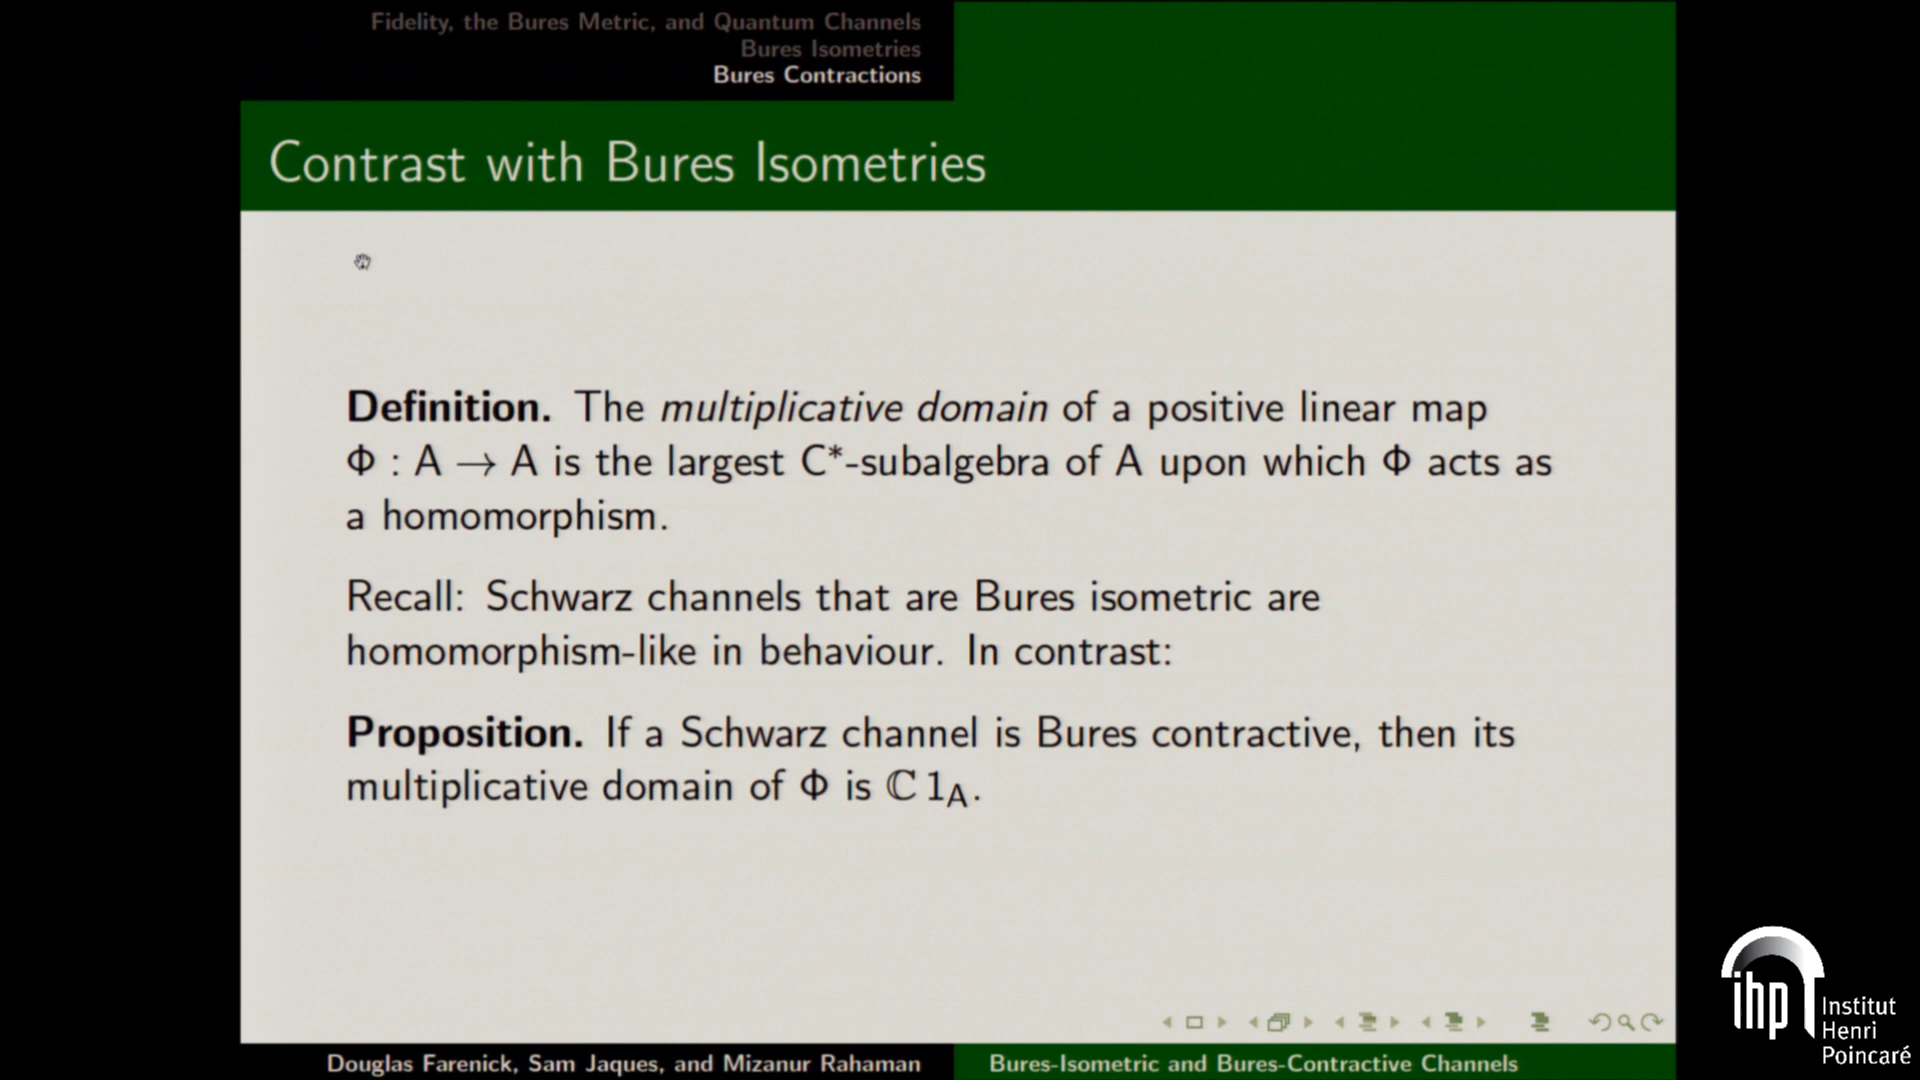 Fidelity, the Bures Metric, and Quantum Channels
Bures Isometries
Bures Contractions
Contrast with Bures Isometries
Definition. The multiplicative domain of a positive linear map
Φ : A → A is the largest C*-subalgebra of A upon which Φ acts as
a homomorphism.
Recall: Schwarz channels that are Bures isometric are
homomorphism-like in behaviour. In contrast:
Proposition. If a Schwarz channel is Bures contractive, then its
multiplicative domain of Φ is ℂ 1_A.
Douglas Farenick, Sam Jaques, and Mizanur Rahaman
Bures-Isometric and Bures-Contractive Channels
ihp
Institut
Henri
Poincaré